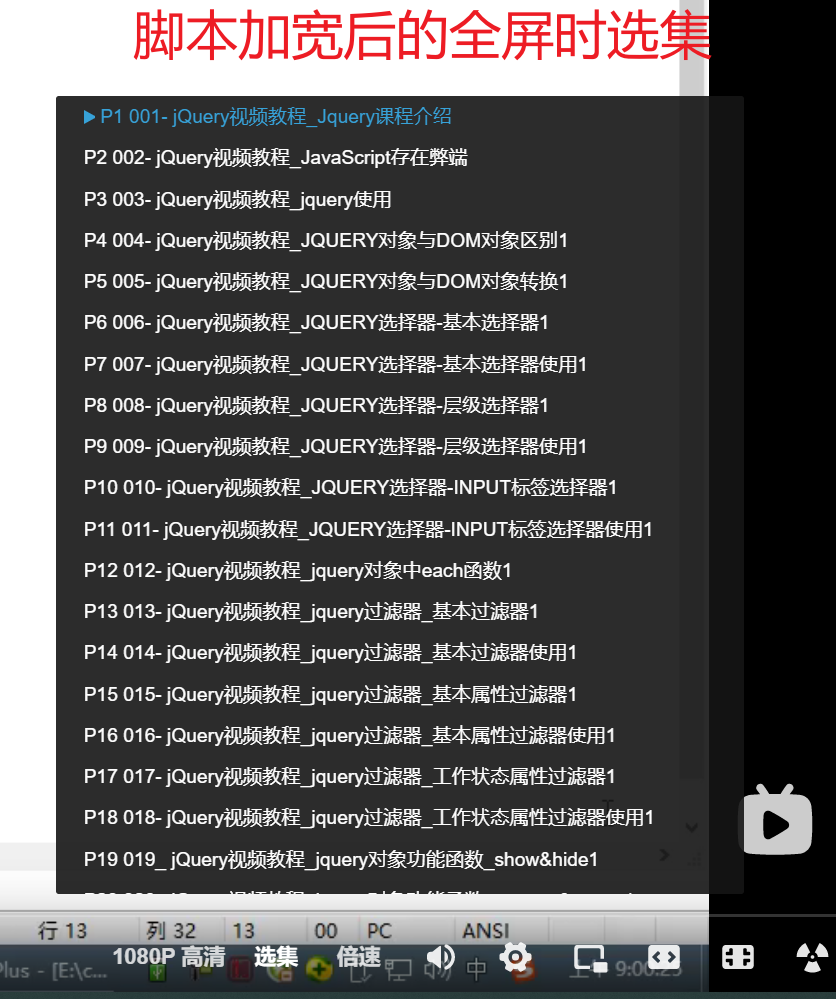 脚本加宽后的全屏时选集
P1 001- jQuery视频教程_Jquery课程介绍
P2 002- jQuery视频教程_JavaScript存在弊端
P3 003- jQuery视频教程_jquery使用
P4 004- jQuery视频教程_JQUERY对象与DOM对象区别1
P5 005- jQuery视频教程_JQUERY对象与DOM对象转换1
P6 006- jQuery视频教程_JQUERY选择器-基本选择器1
P7 007- jQuery视频教程_JQUERY选择器-基本选择器使用1
P8 008- jQuery视频教程_JQUERY选择器-层级选择器1
P9 009- jQuery视频教程_JQUERY选择器-层级选择器使用1
P10 010- jQuery视频教程_JQUERY选择器-INPUT标签选择器1
P11 011- jQuery视频教程_JQUERY选择器-INPUT标签选择器使用1
P12 012- jQuery视频教程_jquery对象中each函数1
P13 013- jQuery视频教程_jquery过滤器_基本过滤器1
P14 014- jQuery视频教程_jquery过滤器_基本过滤器使用1
P15 015- jQuery视频教程_jquery过滤器_基本属性过滤器1
P16 016- jQuery视频教程_jquery过滤器_基本属性过滤器使用1
P17 017- jQuery视频教程_jquery过滤器_工作状态属性过滤器1
P18 018- jQuery视频教程_jquery过滤器_工作状态属性过滤器使用1
P19 019_ jQuery视频教程_jquery对象功能函数_show&hide1
行 13 列 32 13 00 PC ANSI
1080P 高清 选集 倍速
Plus - [E:\c... 中